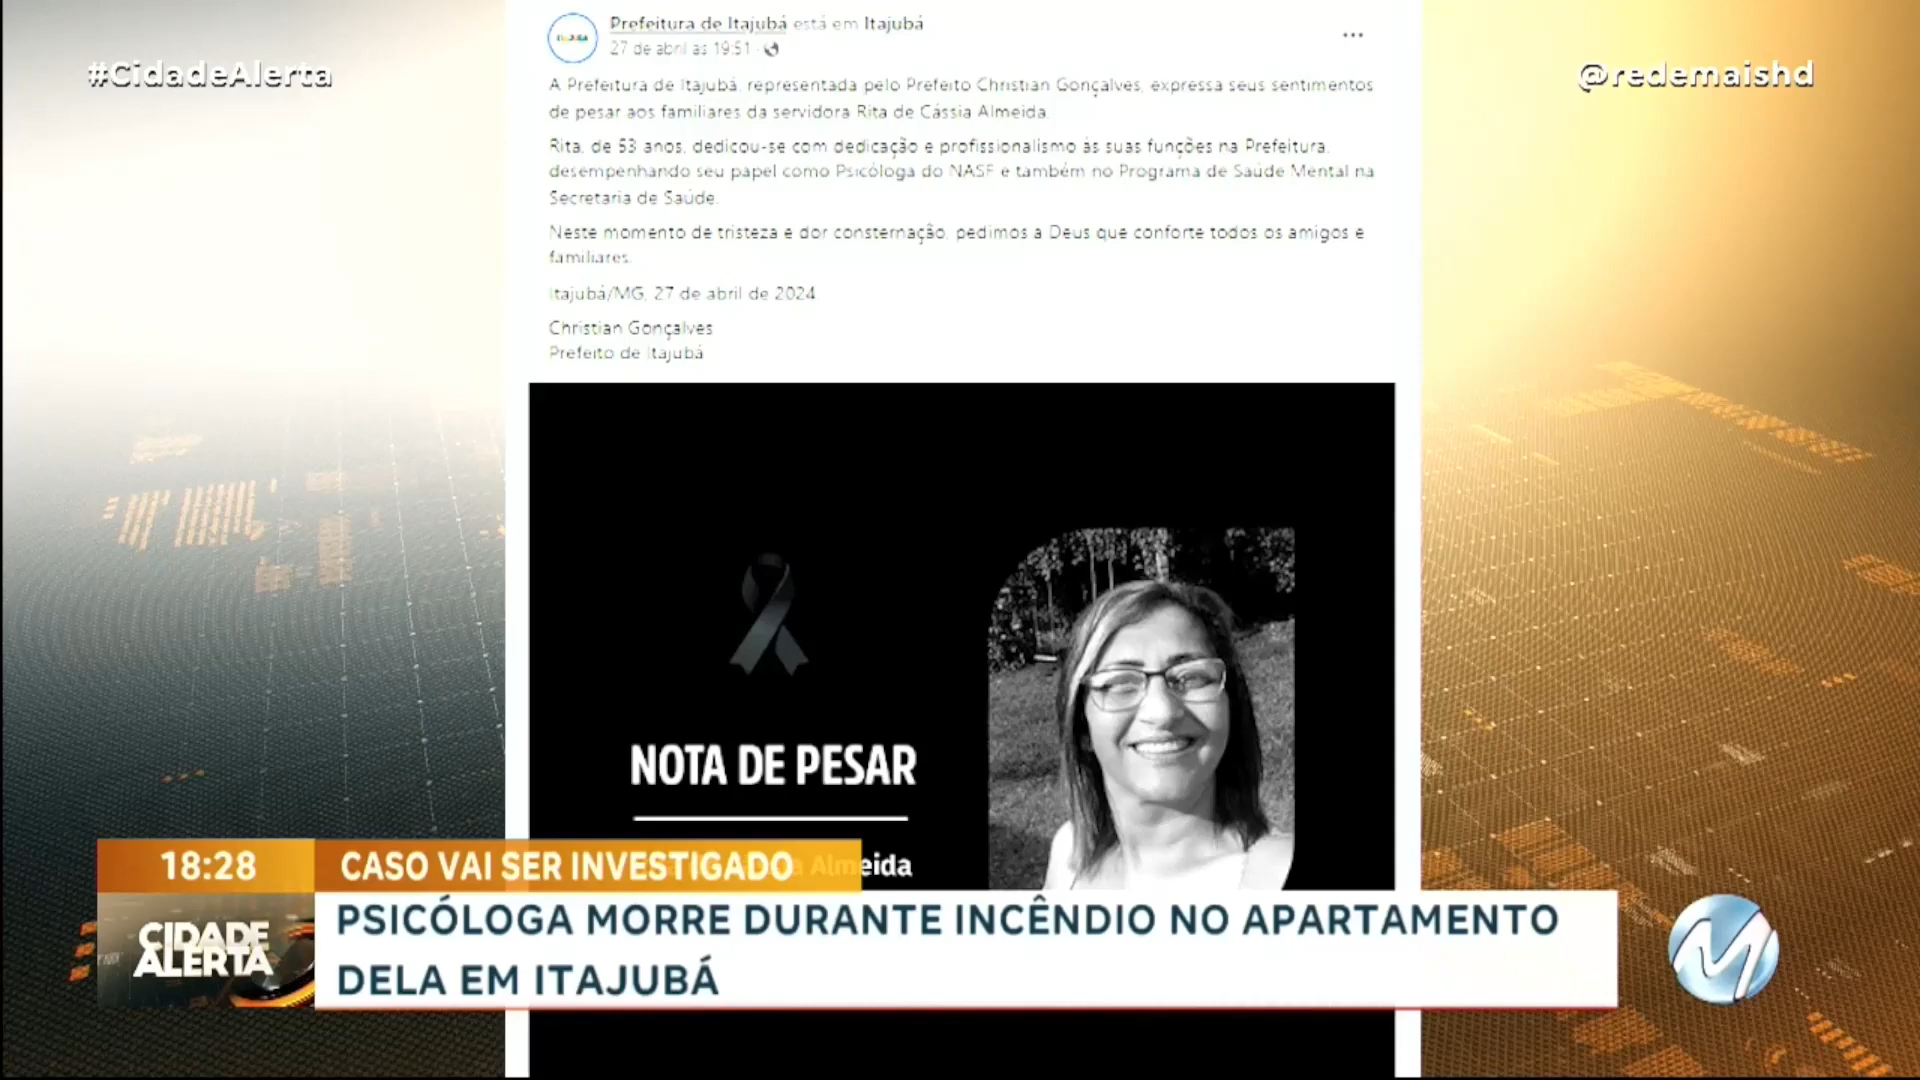 #CidadeAlerta
@redemaishd
Prefeitura de Itajubá está em Itajubá
27 de abril às 19:51 ·
A Prefeitura de Itajubá, representada pelo Prefeito Christian Gonçalves, expressa seus sentimentos
de pesar aos familiares da servidora Rita de Cássia Almeida.
Rita, de 53 anos, dedicou-se com dedicação e profissionalismo às suas funções na Prefeitura,
desempenhando seu papel como Psicóloga do NASF e também no Programa de Saúde Mental na
Secretaria de Saúde.
Neste momento de tristeza e dor consternação, pedimos a Deus que conforte todos os amigos e
familiares.
Itajubá/MG, 27 de abril de 2024
Christian Gonçalves
Prefeito de Itajubá
NOTA DE PESAR
Almeida
18:28
CASO VAI SER INVESTIGADO
CIDADE
ALERTA
PSICÓLOGA MORRE DURANTE INCÊNDIO NO APARTAMENTO
DELA EM ITAJUBÁ